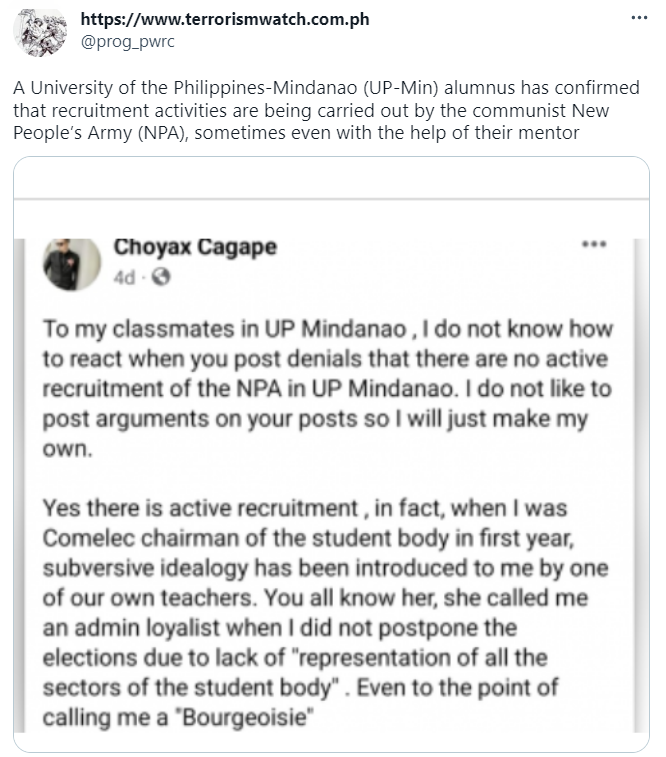 https://www.terrorismwatch.com.ph
@prog_pwrc
A University of the Philippines-Mindanao (UP-Min) alumnus has confirmed
that recruitment activities are being carried out by the communist New
People's Army (NPA), sometimes even with the help of their mentor
Choyax Cagape
4d ·
To my classmates in UP Mindanao , I do not know how
to react when you post denials that there are no active
recruitment of the NPA in UP Mindanao. I do not like to
post arguments on your posts so I will just make my
own.
Yes there is active recruitment , in fact, when I was
Comelec chairman of the student body in first year,
subversive idealogy has been introduced to me by one
of our own teachers. You all know her, she called me
an admin loyalist when I did not postpone the
elections due to lack of "representation of all the
sectors of the student body" . Even to the point of
calling me a "Bourgeoisie"